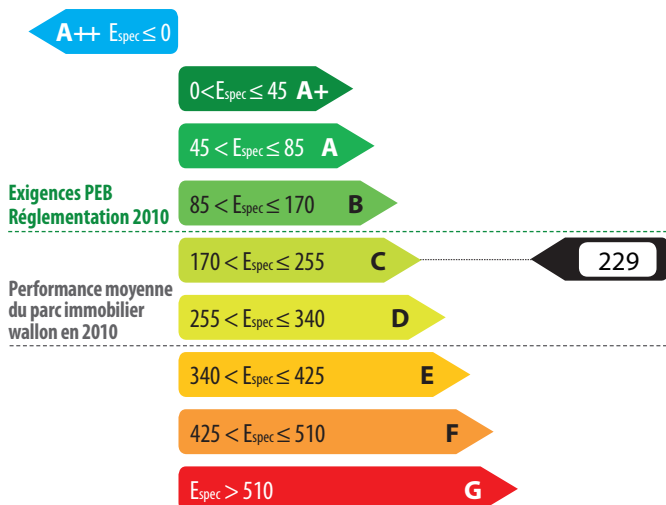 A++ Espec ≤ 0
0<Espec ≤ 45 A+
45 < Espec ≤ 85 A
Exigences PEB
Réglementation 2010
85 < Espec ≤ 170 B
170 < Espec ≤ 255 C
229
Performance moyenne
du parc immobilier
wallon en 2010
255 < Espec ≤ 340 D
340 < Espec ≤ 425 E
425 < Espec ≤ 510 F
Espec > 510 G